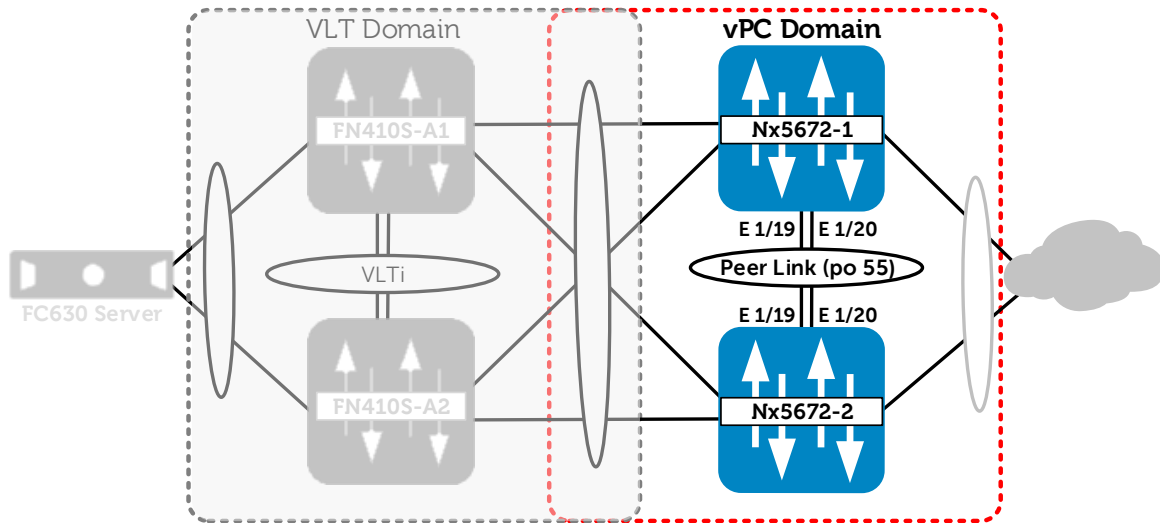 VLT Domain
vPC Domain
FN410S-A1
Nx5672-1
E 1/19 E 1/20
VLTi
Peer Link (po 55)
FC630 Server
E 1/19 E 1/20
FN410S-A2
Nx5672-2